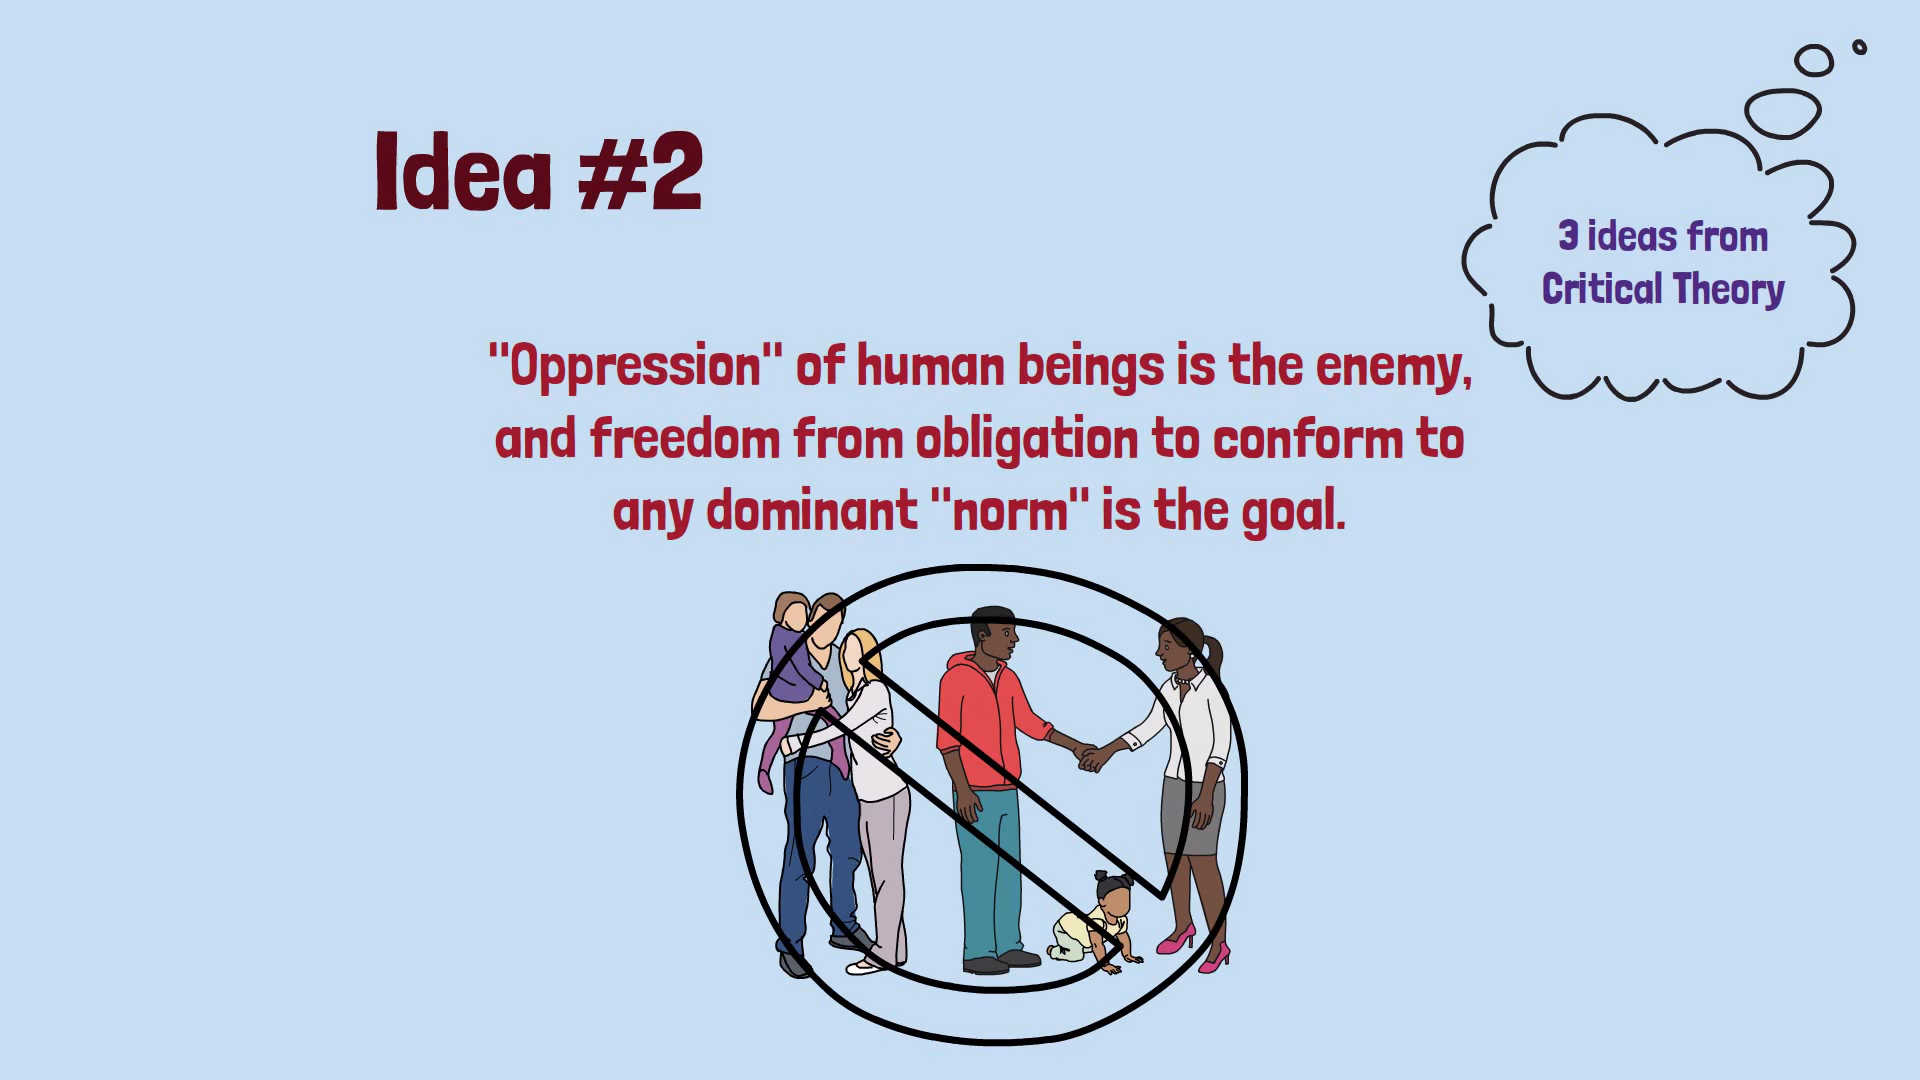 Idea #2
3 ideas from
Critical Theory
"Oppression" of human beings is the enemy,
and freedom from obligation to conform to
any dominant "norm" is the goal.